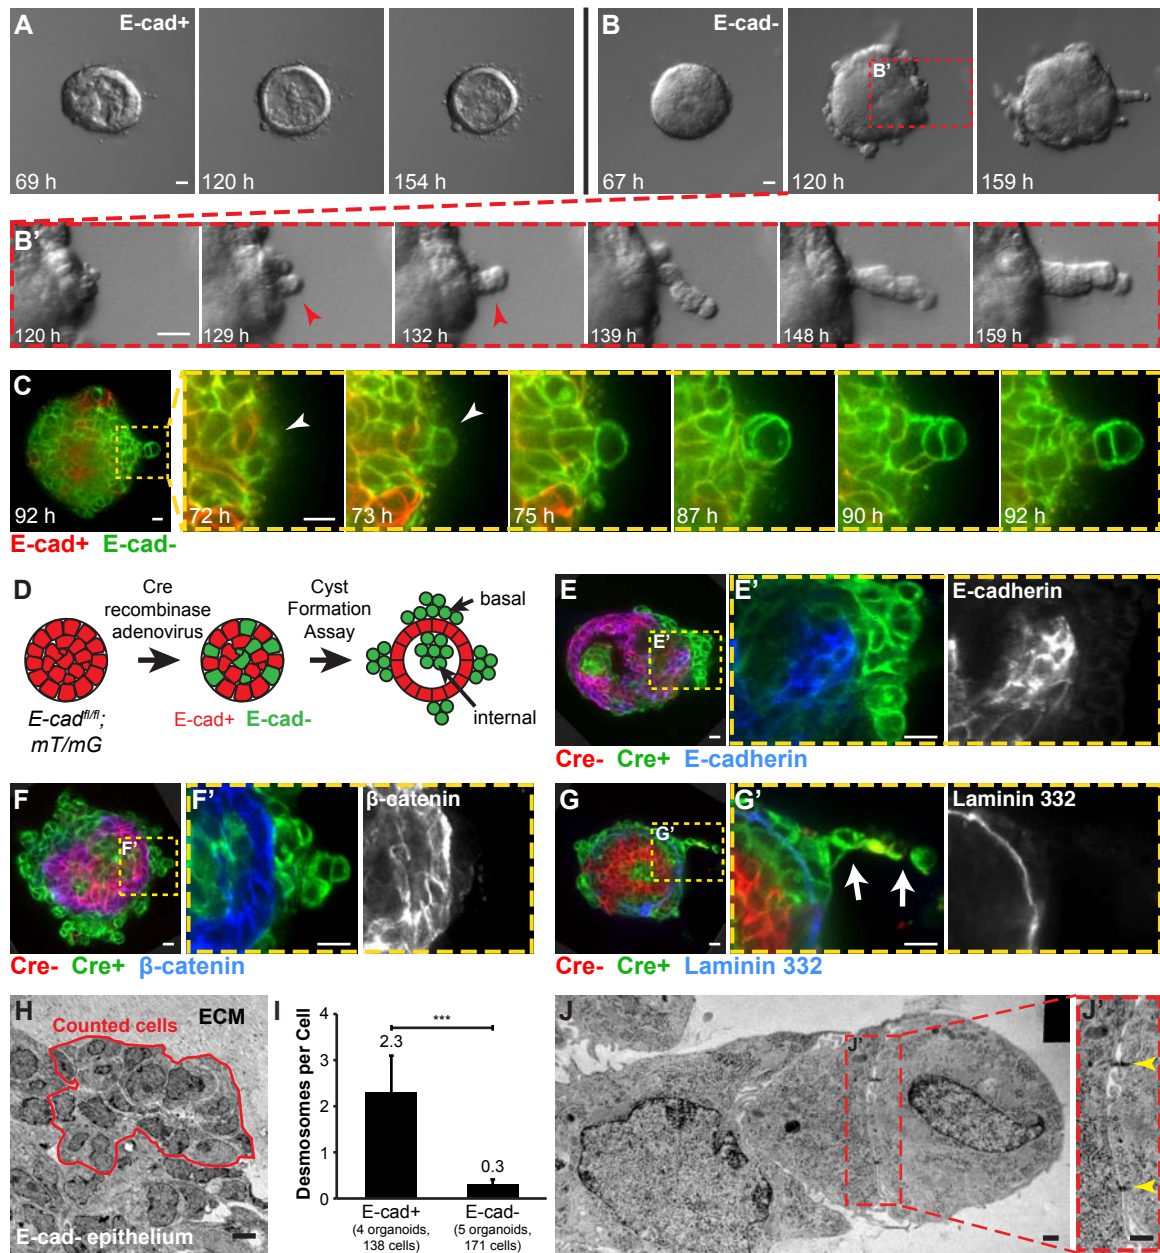 A
E-cad+
69 h
120 h
154 h
B
E-cad-
67 h
B'
120 h
159 h
B'
120 h
129 h
132 h
139 h
148 h
159 h
C
92 h
72 h
73 h
75 h
87 h
90 h
92 h
E-cad+ E-cad-
D
Cre
recombinase
adenovirus
Cyst
Formation
Assay
basal
internal
E-cad^fl/fl;
mT/mG
E-cad+ E-cad-
E
E'
E'
E-cadherin
Cre- Cre+ E-cadherin
F
F'
F'
β-catenin
Cre- Cre+ β-catenin
G
G'
G'
Laminin 332
Cre- Cre+ Laminin 332
H
Counted cells
ECM
E-cad- epithelium
I
Desmosomes per Cell
4
3
2
1
0
***
2.3
0.3
E-cad+
(4 organoids,
138 cells)
E-cad-
(5 organoids,
171 cells)
J
J'
J'